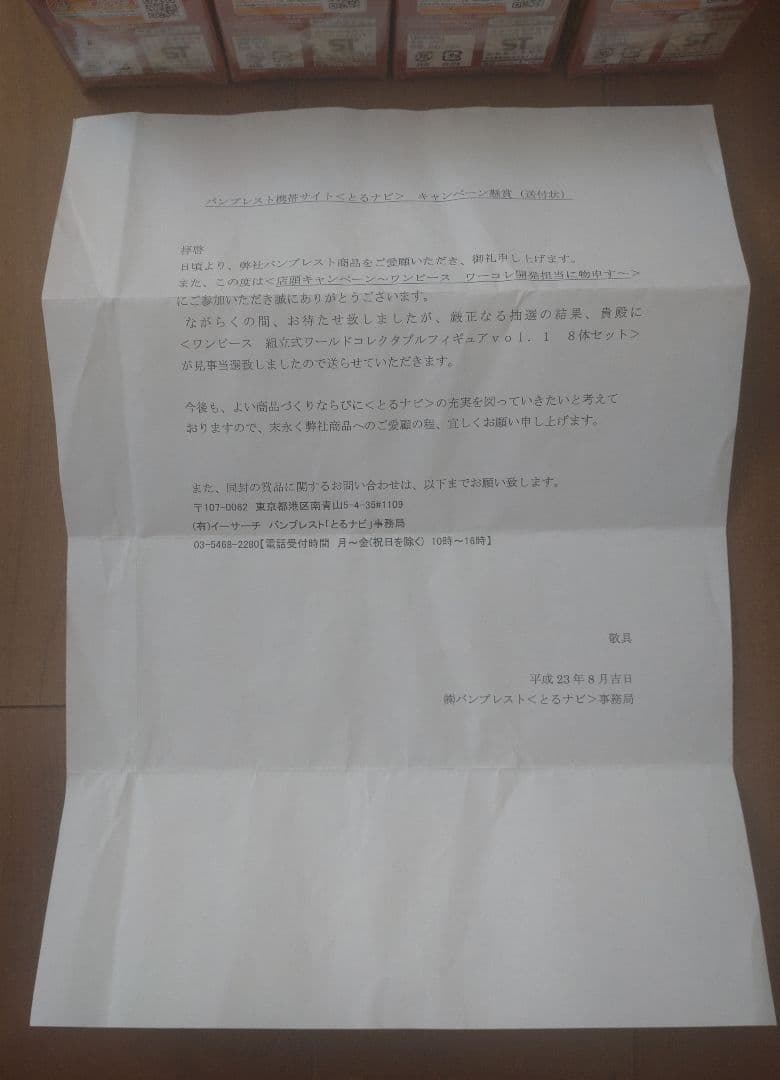 バンプレスト携帯サイト＜とるナビ＞　キャンペーン懸賞（送付状）
拝啓
日頃より、弊社バンプレスト商品をご愛顧いただき、御礼申し上げます。
また、この度は＜店頭キャンペーン～ワンピース　ワーコレ開発担当に物申す～＞
にご参加いただき誠にありがとうございます。
ながらくの間、お待たせ致しましたが、厳正なる抽選の結果、貴殿に
＜ワンピース　組立式ワールドコレクタブルフィギュアｖｏｌ．１　８体セット＞
が見事当選致しましたので送らせていただきます。
今後も、よい商品づくりならびに＜とるナビ＞の充実を図っていきたいと考えて
おりますので、末永く弊社商品へのご愛顧の程、宜しくお願い申し上げます。
また、同封の賞品に関するお問い合わせは、以下までお願い致します。
〒107-0062　東京都港区南青山5-4-35#1109
(有)イーサーチ　バンプレスト「とるナビ」事務局
03-5468-2280【電話受付時間　月～金(祝日を除く)　10時～16時】
敬具
平成 23 年 8 月吉日
㈱バンプレスト＜とるナビ＞事務局